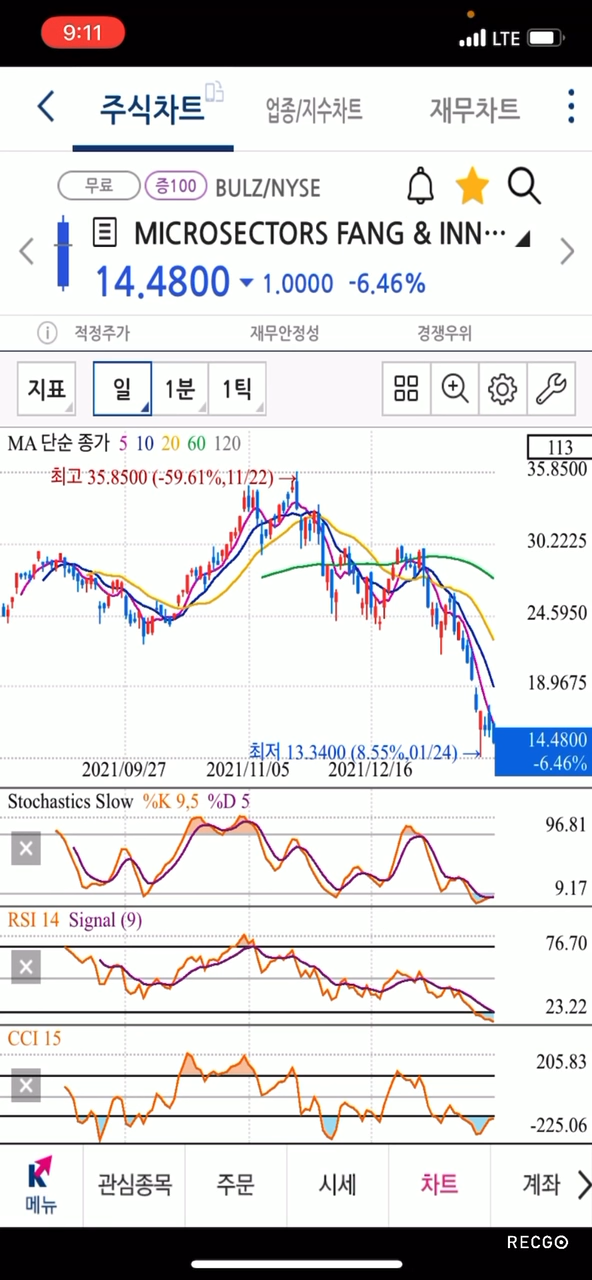 9:11
LTE
주식차트 업종/지수차트 재무차트
무료 증100 BULZ/NYSE
MICROSECTORS FANG & INN···
14.4800 ▼ 1.0000 -6.46%
적정주가 재무안정성 경쟁우위
지표 일 1분 1틱
MA 단순 종가 5 10 20 60 120
113
최고 35.8500 (-59.61%,11/22) →
35.8500
30.2225
24.5950
18.9675
14.4800
-6.46%
최저 13.3400 (8.55%,01/24) →
2021/09/27 2021/11/05 2021/12/16
Stochastics Slow %K 9,5 %D 5
96.81
9.17
RSI 14 Signal (9)
76.70
23.22
CCI 15
205.83
-225.06
K
메뉴 관심종목 주문 시세 차트 계좌
RECGO